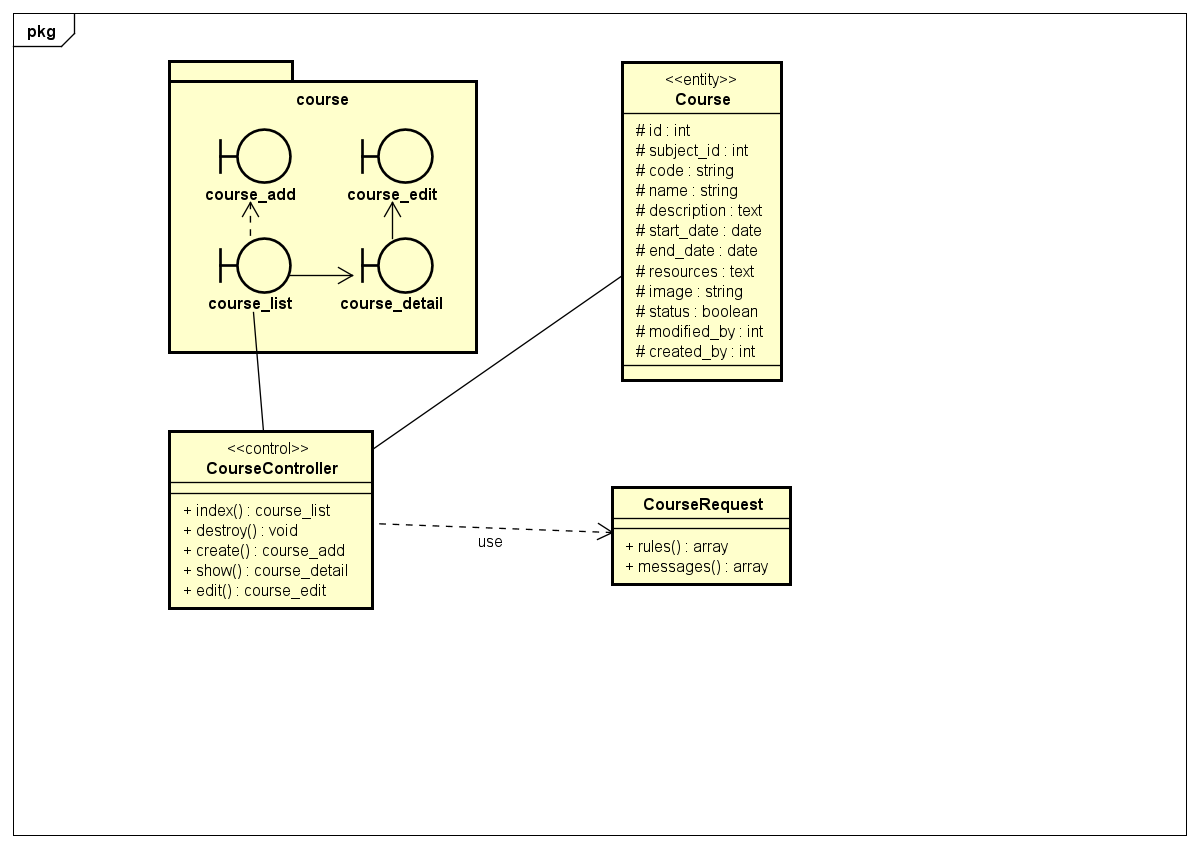 pkg
course
course_add
course_edit
course_list
course_detail
<<entity>>
Course
# id : int
# subject_id : int
# code : string
# name : string
# description : text
# start_date : date
# end_date : date
# resources : text
# image : string
# status : boolean
# modified_by : int
# created_by : int
<<control>>
CourseController
+ index() : course_list
+ destroy() : void
+ create() : course_add
+ show() : course_detail
+ edit() : course_edit
use
CourseRequest
+ rules() : array
+ messages() : array